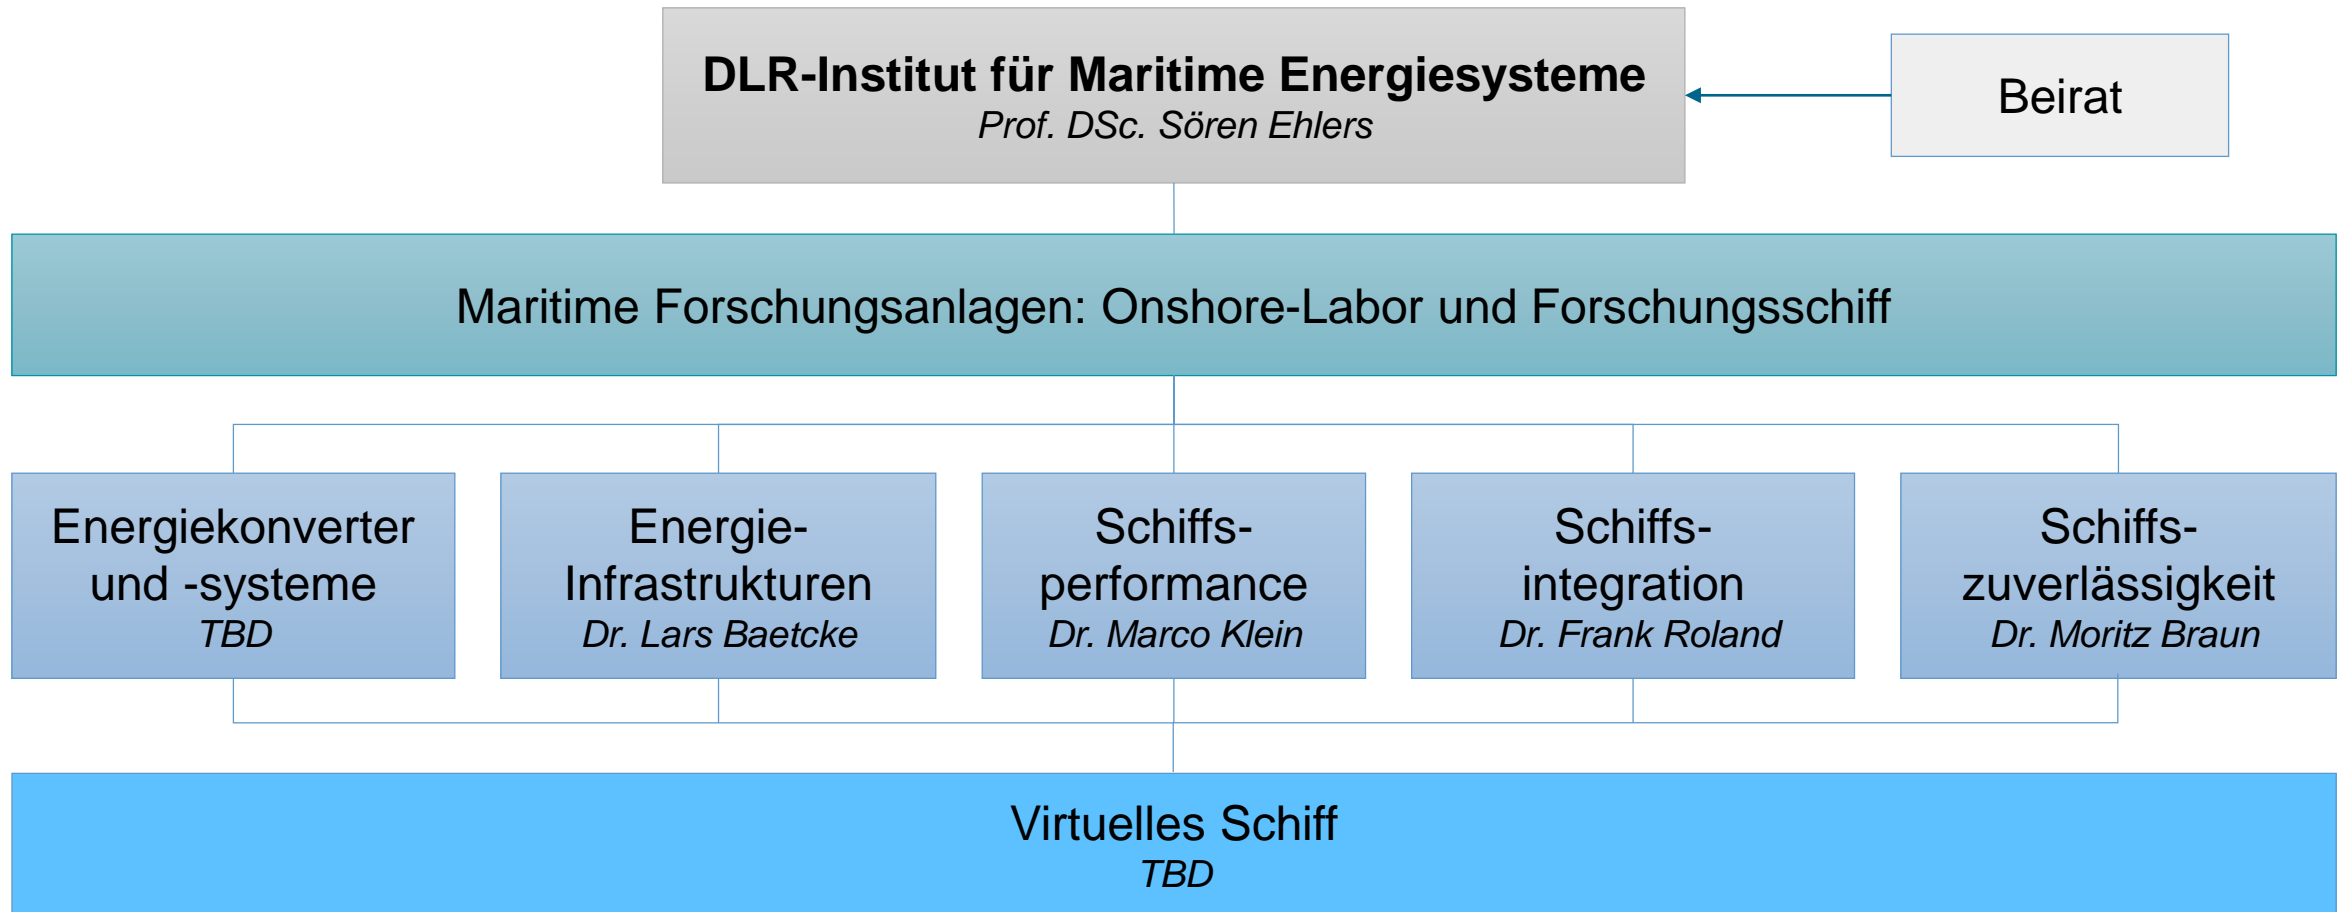 DLR-Institut für Maritime Energiesysteme
Prof. DSc. Sören Ehlers
Beirat
Maritime Forschungsanlagen: Onshore-Labor und Forschungsschiff
Energiekonverter
und -systeme
TBD
Energie-
Infrastrukturen
Dr. Lars Baetcke
Schiffs-
performance
Dr. Marco Klein
Schiffs-
integration
Dr. Frank Roland
Schiffs-
zuverlässigkeit
Dr. Moritz Braun
Virtuelles Schiff
TBD